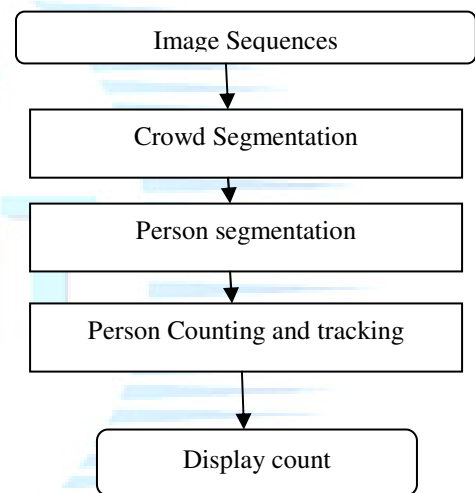 Image Sequences
Crowd Segmentation
Person segmentation
Person Counting and tracking
Display count